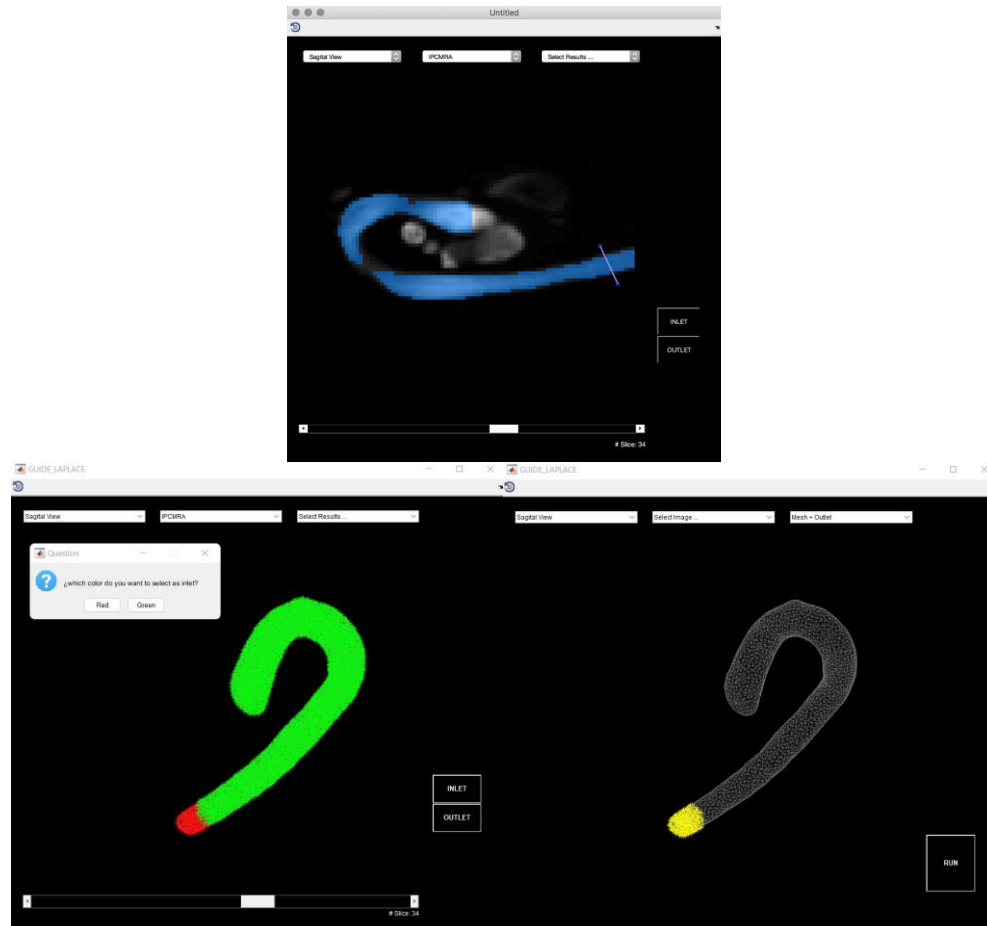 Untitled
Sagital View
IPCMRA
Select Results ...
INLET
OUTLET
# Slice: 34
GUIDE_LAPLACE
Sagital View
IPCMRA
Select Results ...
Question
¿which color do you want to select as inlet?
Red
Green
INLET
OUTLET
# Slice: 34
GUIDE_LAPLACE
Sagital View
Select Image ...
Mesh + Outlet
RUN